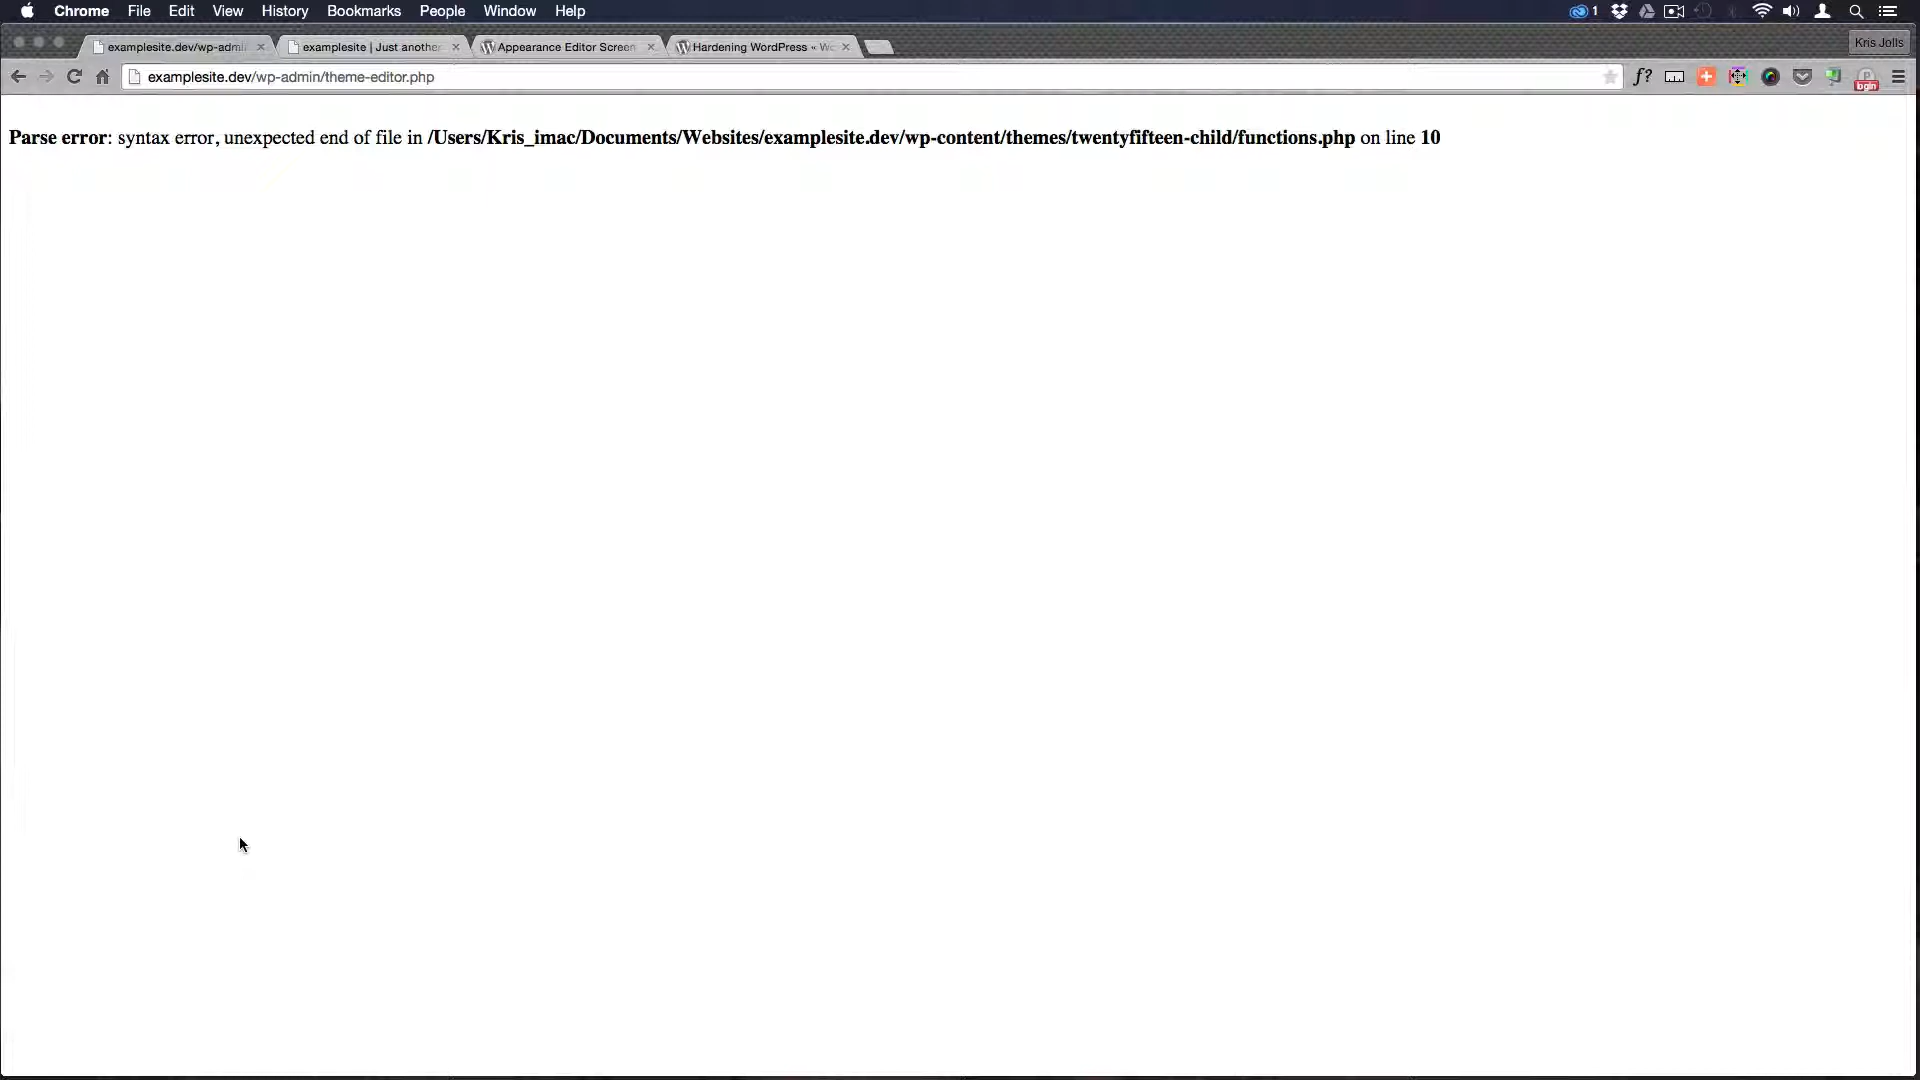 Chrome File Edit View History Bookmarks People Window Help 1
examplesite.dev/wp-admi examplesite | Just another Appearance Editor Screen Hardening WordPress « Wo Kris Jolls
examplesite.dev/wp-admin/theme-editor.php f? login
Parse error: syntax error, unexpected end of file in /Users/Kris_imac/Documents/Websites/examplesite.dev/wp-content/themes/twentyfifteen-child/functions.php on line 10